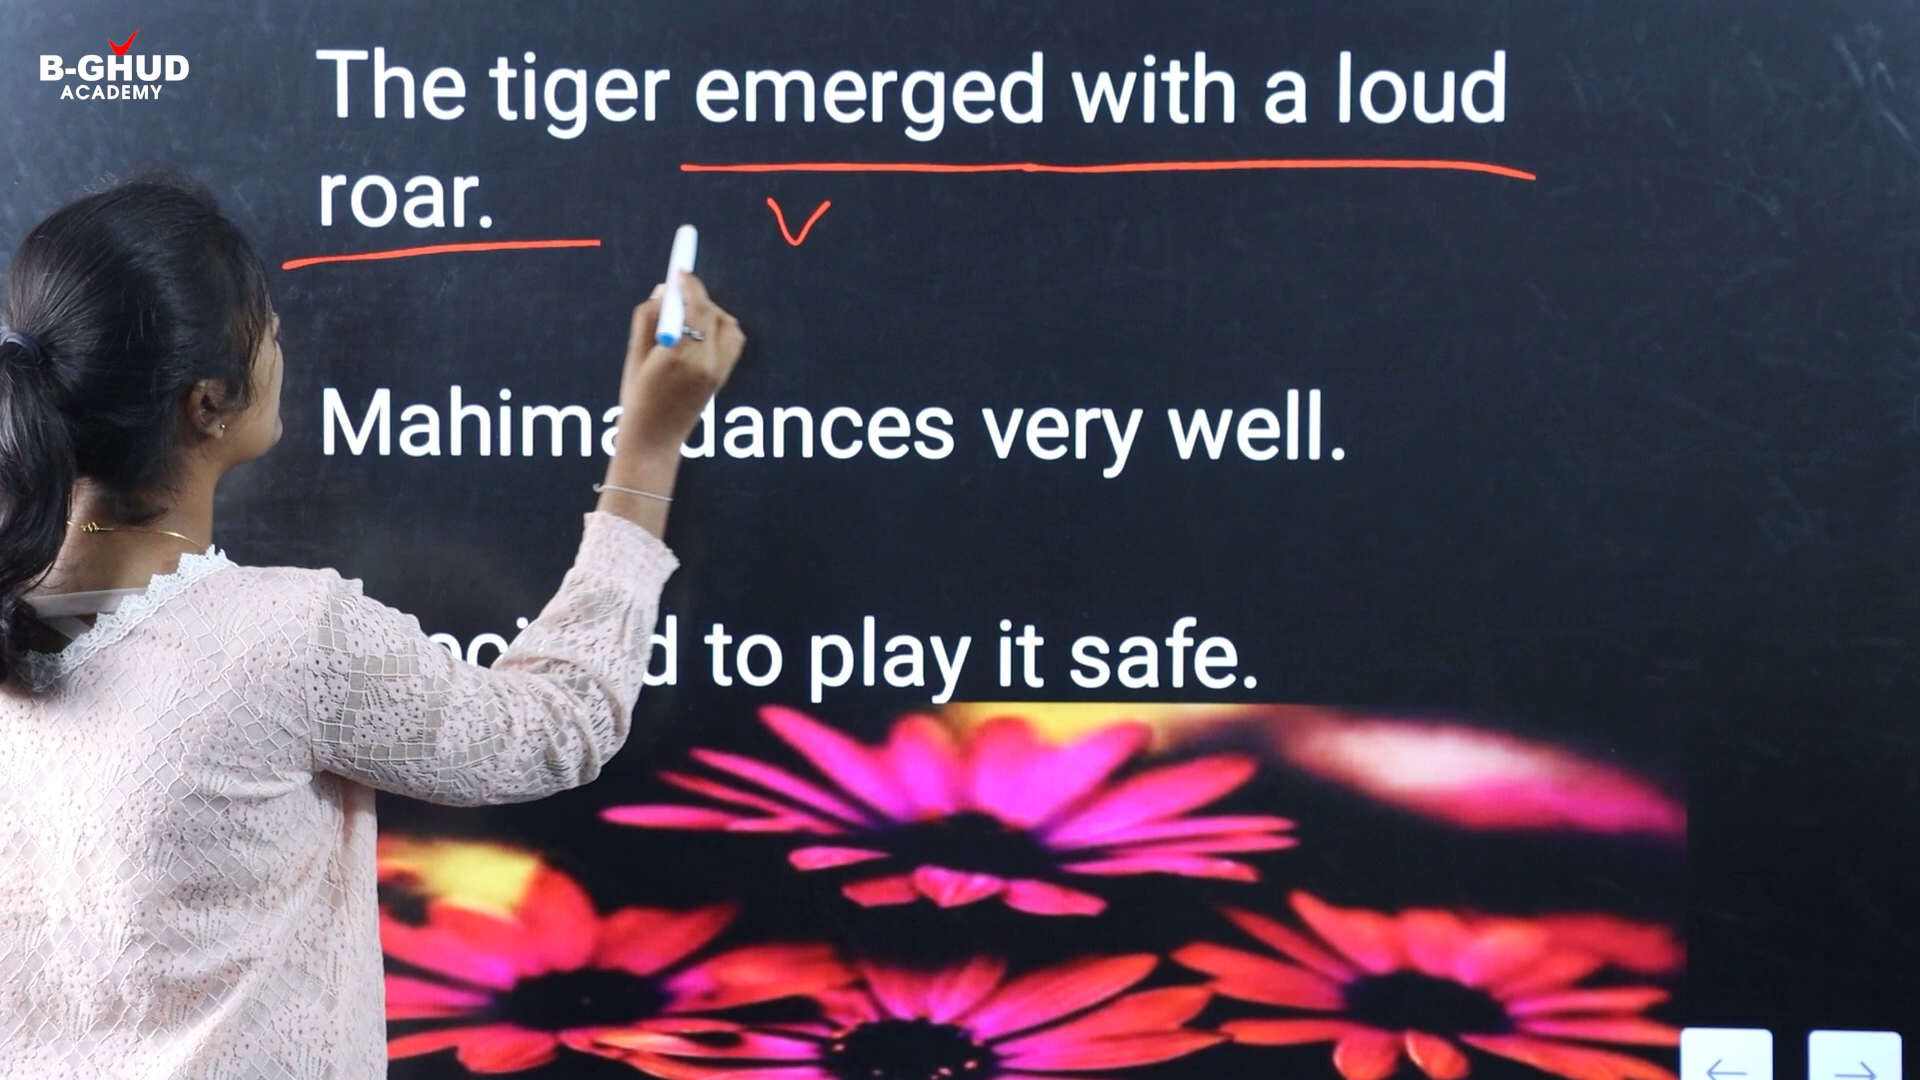 B-GHUD
ACADEMY
The tiger emerged with a loud
roar.
V
Mahima dances very well.
to play it safe.